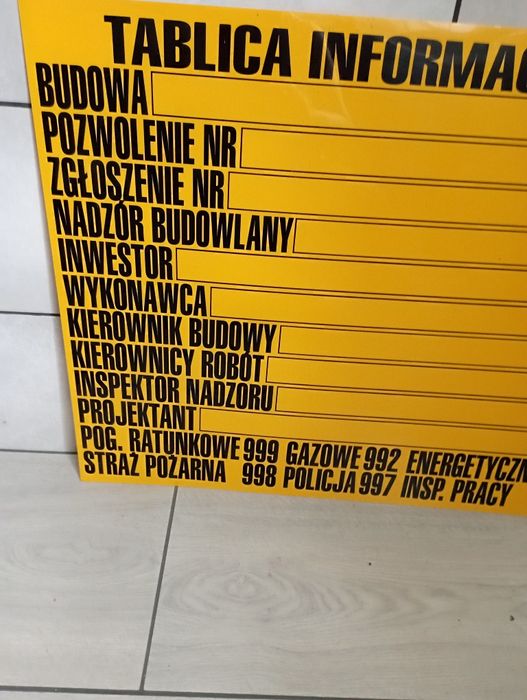 TABLICA INFORMAC
BUDOWA
POZWOLENIE NR
ZGŁOSZENIE NR
NADZÓR BUDOWLANY
INWESTOR
WYKONAWCA
KIEROWNIK BUDOWY
KIEROWNICY ROBÓT
INSPEKTOR NADZORU
PROJEKTANT
POG. RATUNKOWE 999 GAZOWE 992 ENERGETYCZN
STRAŻ POŻARNA 998 POLICJA 997 INSP. PRACY